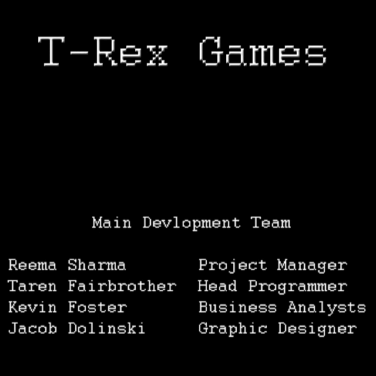 T-Rex Games
Main Devlopment Team
Reema Sharma Project Manager
Taren Fairbrother Head Programmer
Kevin Foster Business Analysts
Jacob Dolinski Graphic Designer